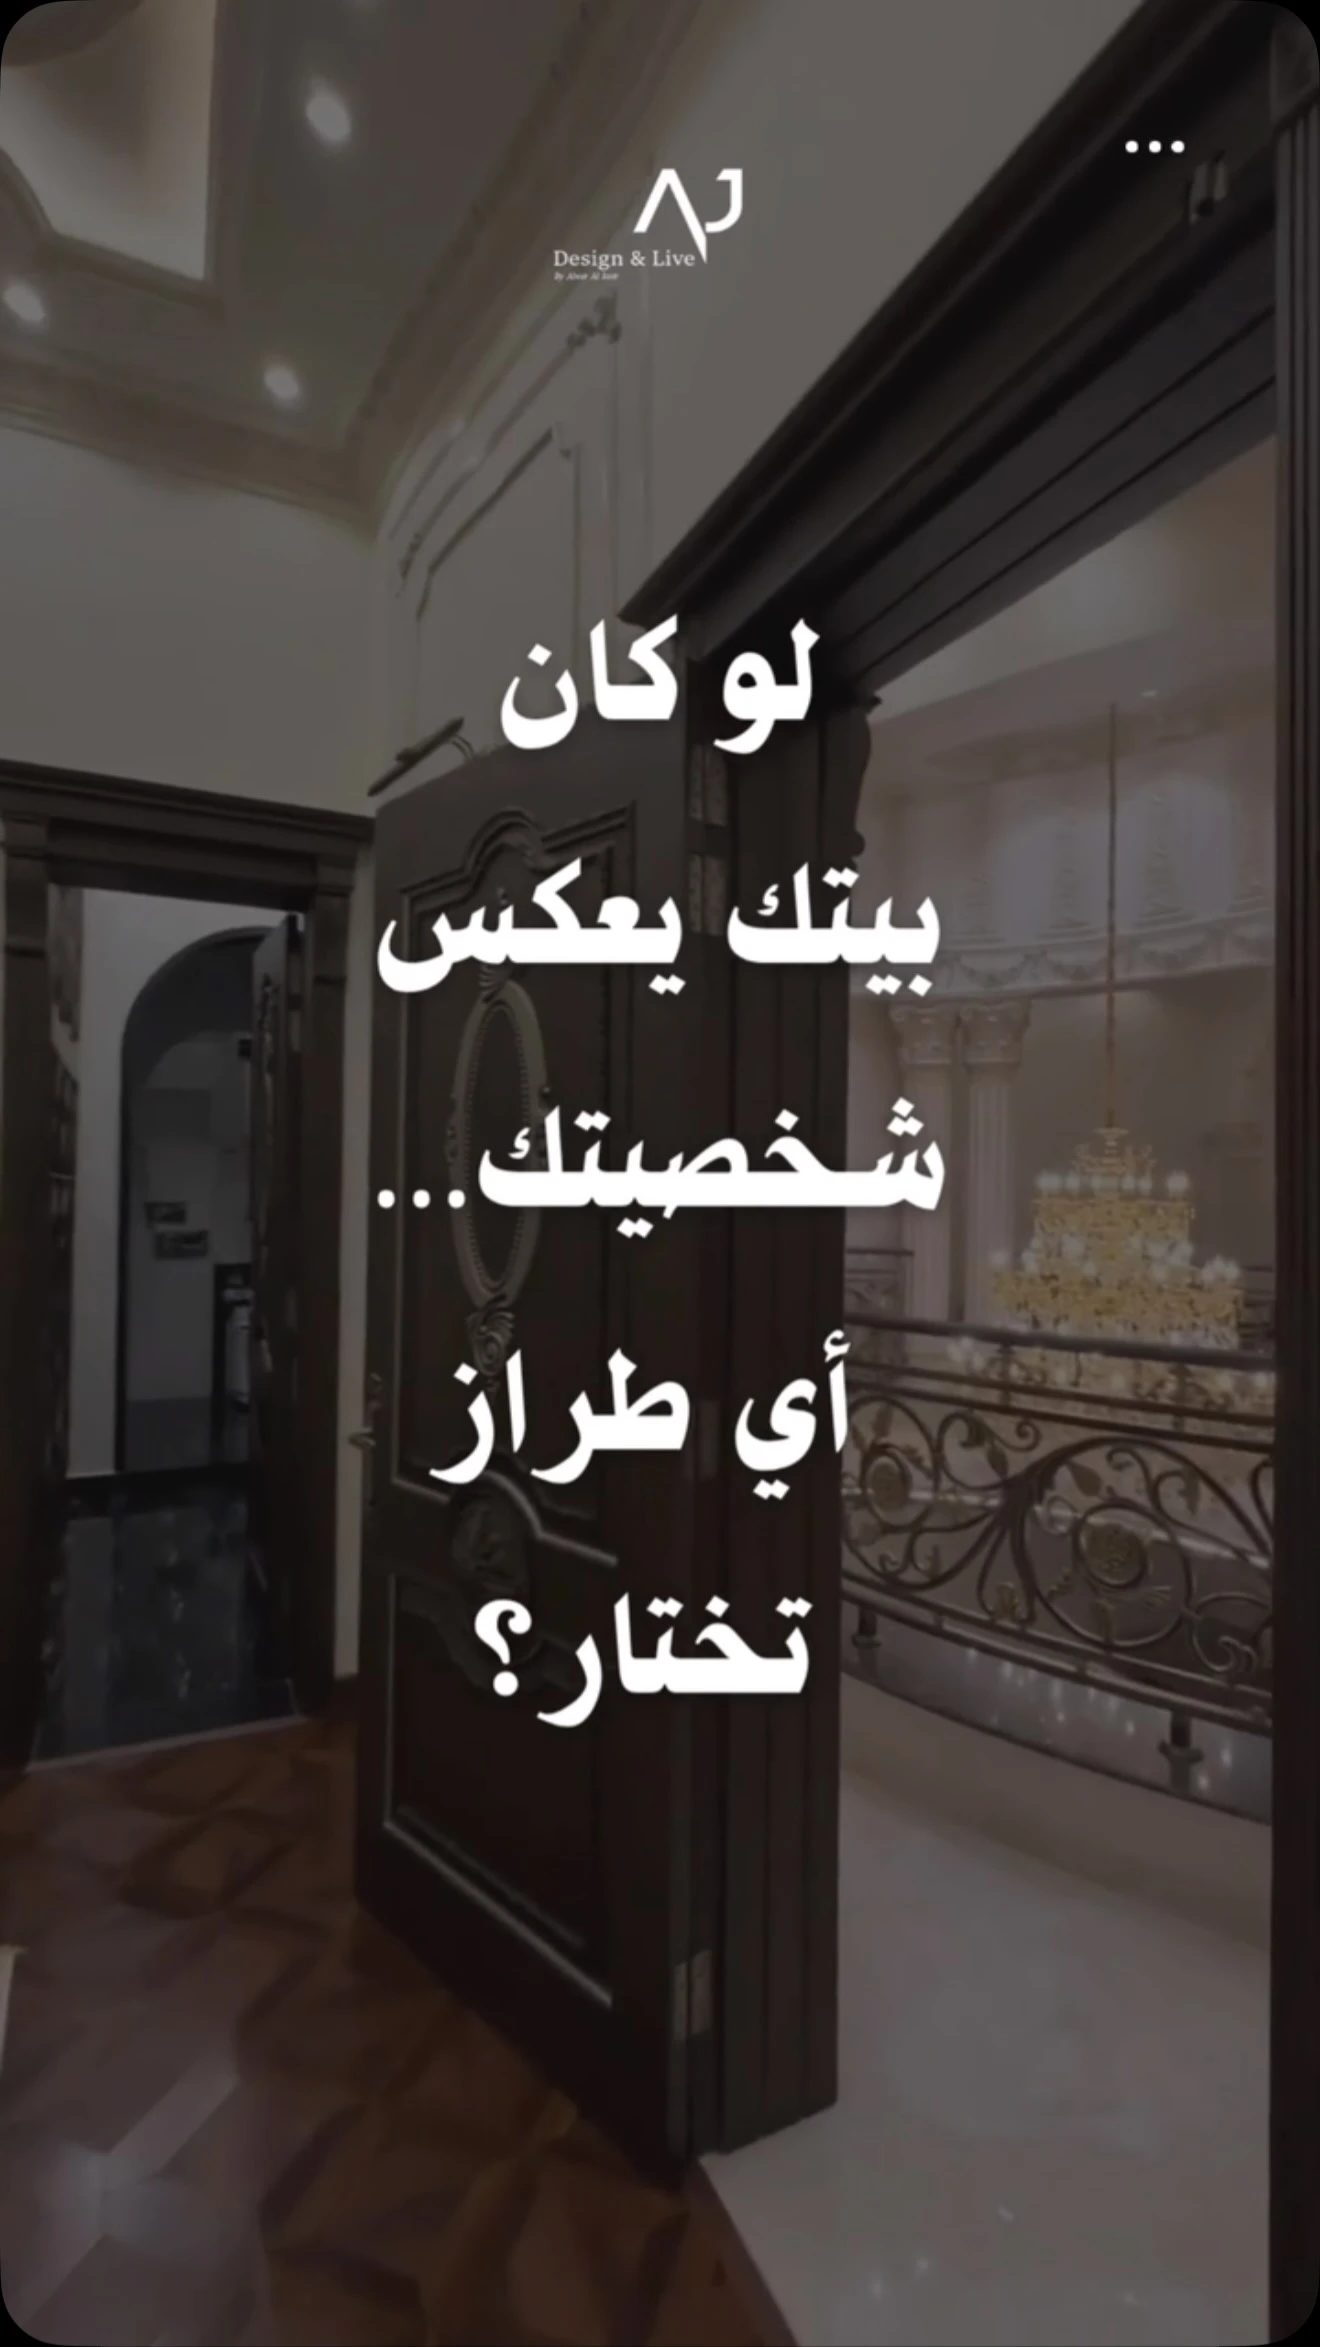 AJ
Design & Live
لو كان
بيتك يعكس
شخصيتك...
أي طراز
تختار؟